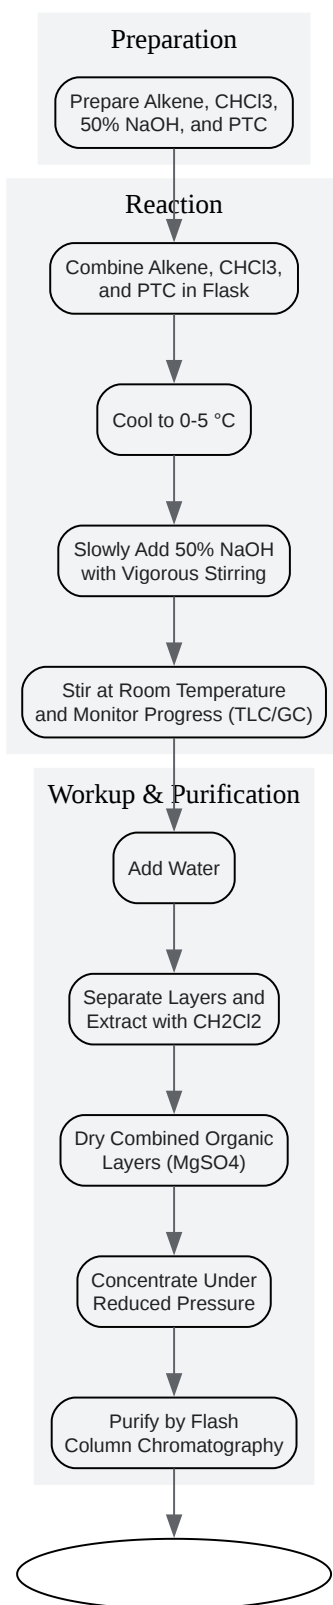 Preparation
Prepare Alkene, CHCl3,
50% NaOH, and PTC
Reaction
Combine Alkene, CHCl3,
and PTC in Flask
Cool to 0-5 °C
Slowly Add 50% NaOH
with Vigorous Stirring
Stir at Room Temperature
and Monitor Progress (TLC/GC)
Workup & Purification
Add Water
Separate Layers and
Extract with CH2Cl2
Dry Combined Organic
Layers (MgSO4)
Concentrate Under
Reduced Pressure
Purify by Flash
Column Chromatography